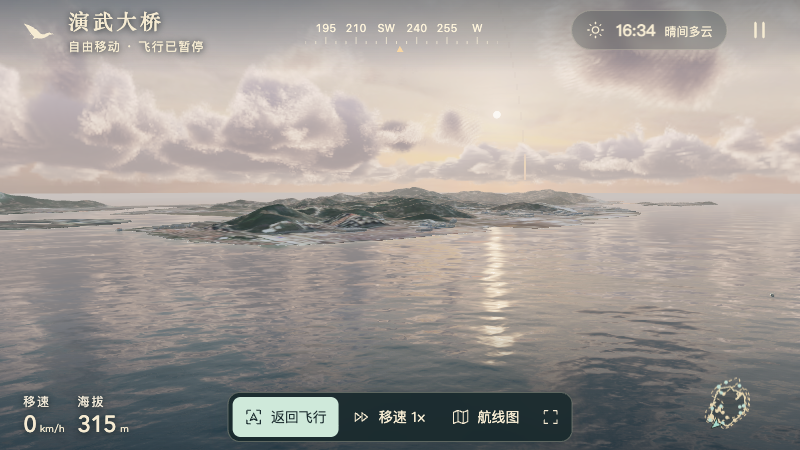 演武大桥
自由移动 · 飞行已暂停
195 210 SW 240 255 W
16:34 晴间多云
移速 海拔
0 km/h 315 m
返回飞行 移速 1x 航线图